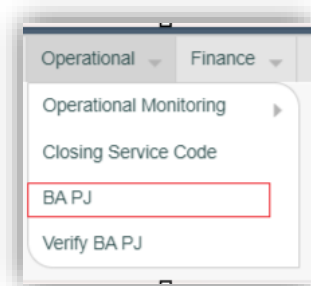 Operational Finance
Operational Monitoring
Closing Service Code
BA PJ
Verify BA PJ